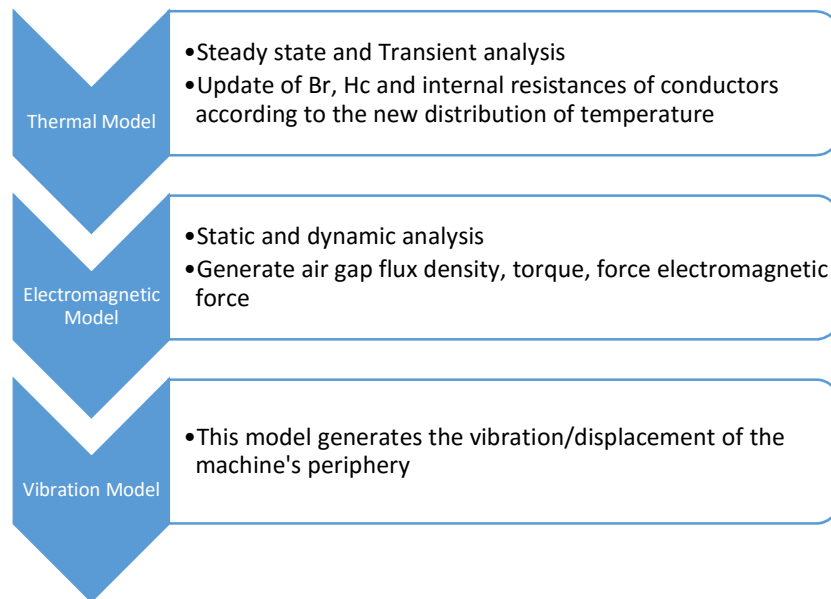 Thermal Model
•Steady state and Transient analysis
•Update of Br, Hc and internal resistances of conductors
according to the new distribution of temperature
Electromagnetic
Model
•Static and dynamic analysis
•Generate air gap flux density, torque, force electromagnetic
force
Vibration Model
•This model generates the vibration/displacement of the
machine's periphery